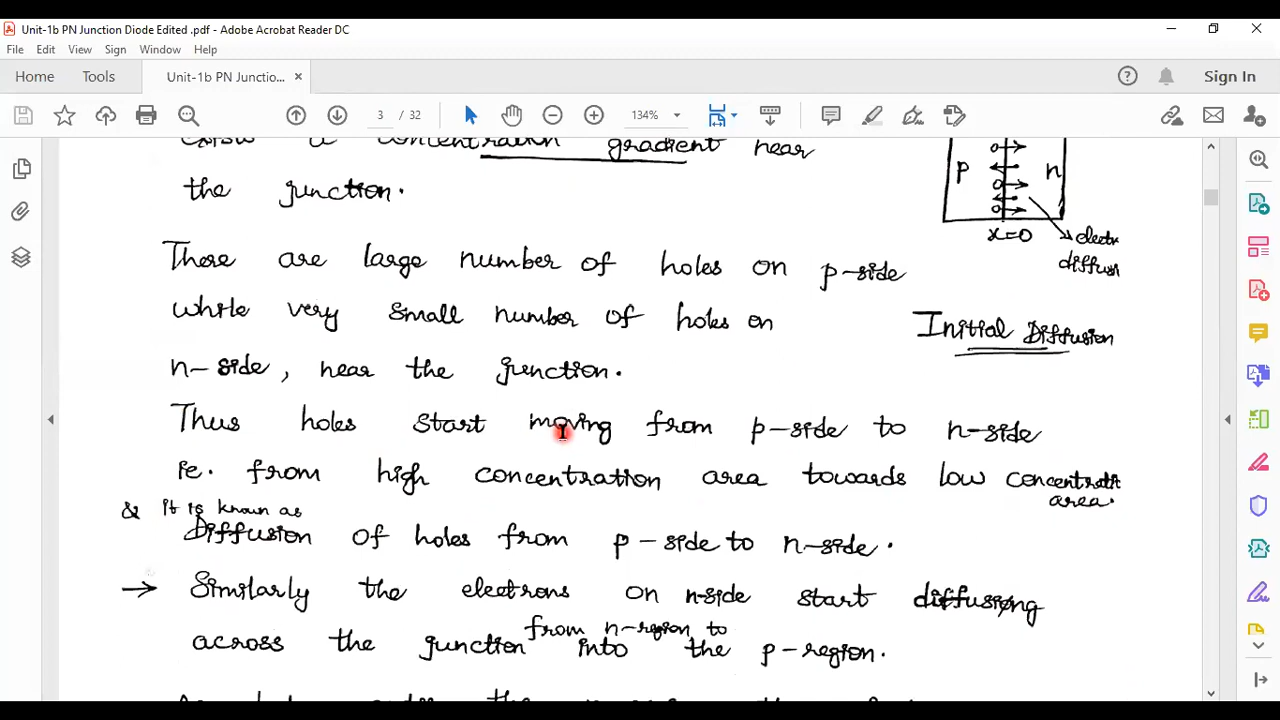 Unit-1b PN Junction Diode Edited .pdf - Adobe Acrobat Reader DC
File Edit View Sign Window Help
Home Tools Unit-1b PN Junctio... × Sign In
3 / 32 134%
exists a concentration gradient near
the junction.
p n
x=0
electr
diffusi
Initial Diffusion
There are large number of holes on p-side
while very small number of holes on
n-side, near the junction.
Thus holes start moving from p-side to n-side
ie. from high concentration area towards low concentrati
area.
& it is known as
Diffusion of holes from p-side to n-side.
→ Similarly the electrons on n-side start diffusing
from n-region to
across the junction into the p-region.